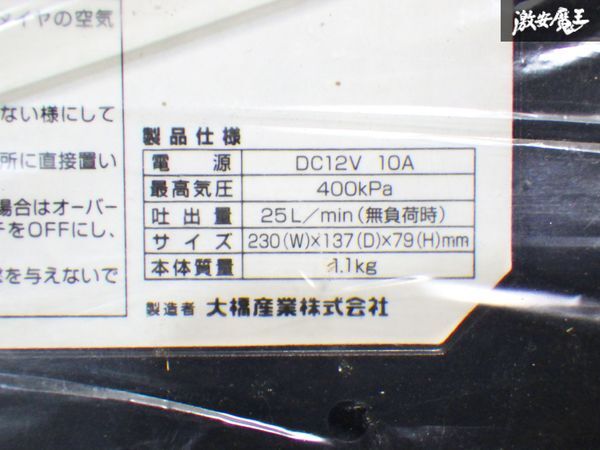 激安魔王
タイヤの空気
ない様にして
所に直接置い
場合はオーバー
チをOFFにし、
を与えないで
製品仕様
電源 DC12V 10A
最高気圧 400kPa
吐出量 25L/min(無負荷時)
サイズ 230(W)×137(D)×79(H)mm
本体質量 1.1kg
製造者 大橋産業株式会社